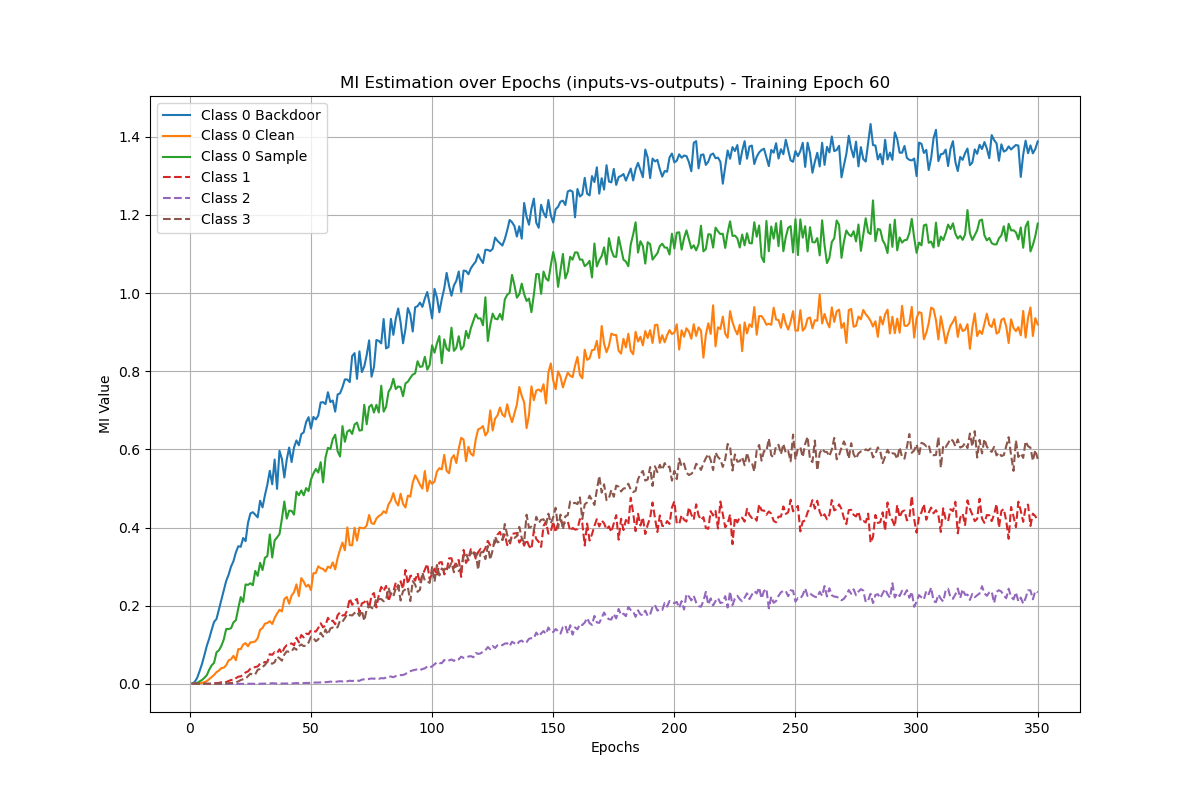 MI Estimation over Epochs (inputs-vs-outputs) - Training Epoch 60
Class 0 Backdoor
Class 0 Clean
Class 0 Sample
Class 1
Class 2
Class 3
MI Value
1.4
1.2
1.0
0.8
0.6
0.4
0.2
0.0
0 50 100 150 200 250 300 350
Epochs